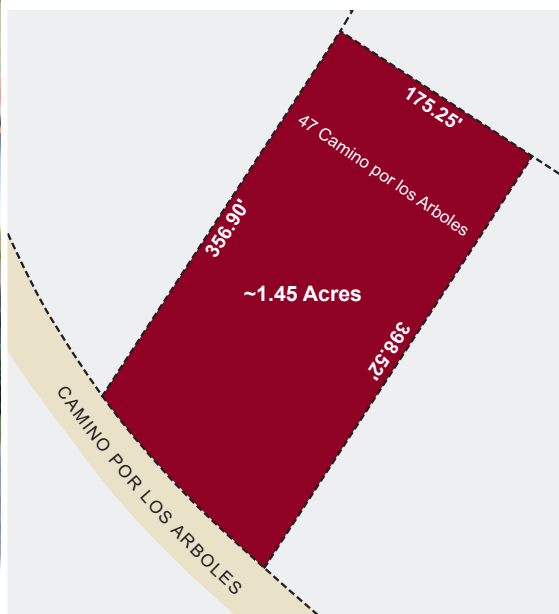 175.25'
47 Camino por los Arboles
356.90'
~1.45 Acres
398.52'
CAMINO POR LOS ARBOLES